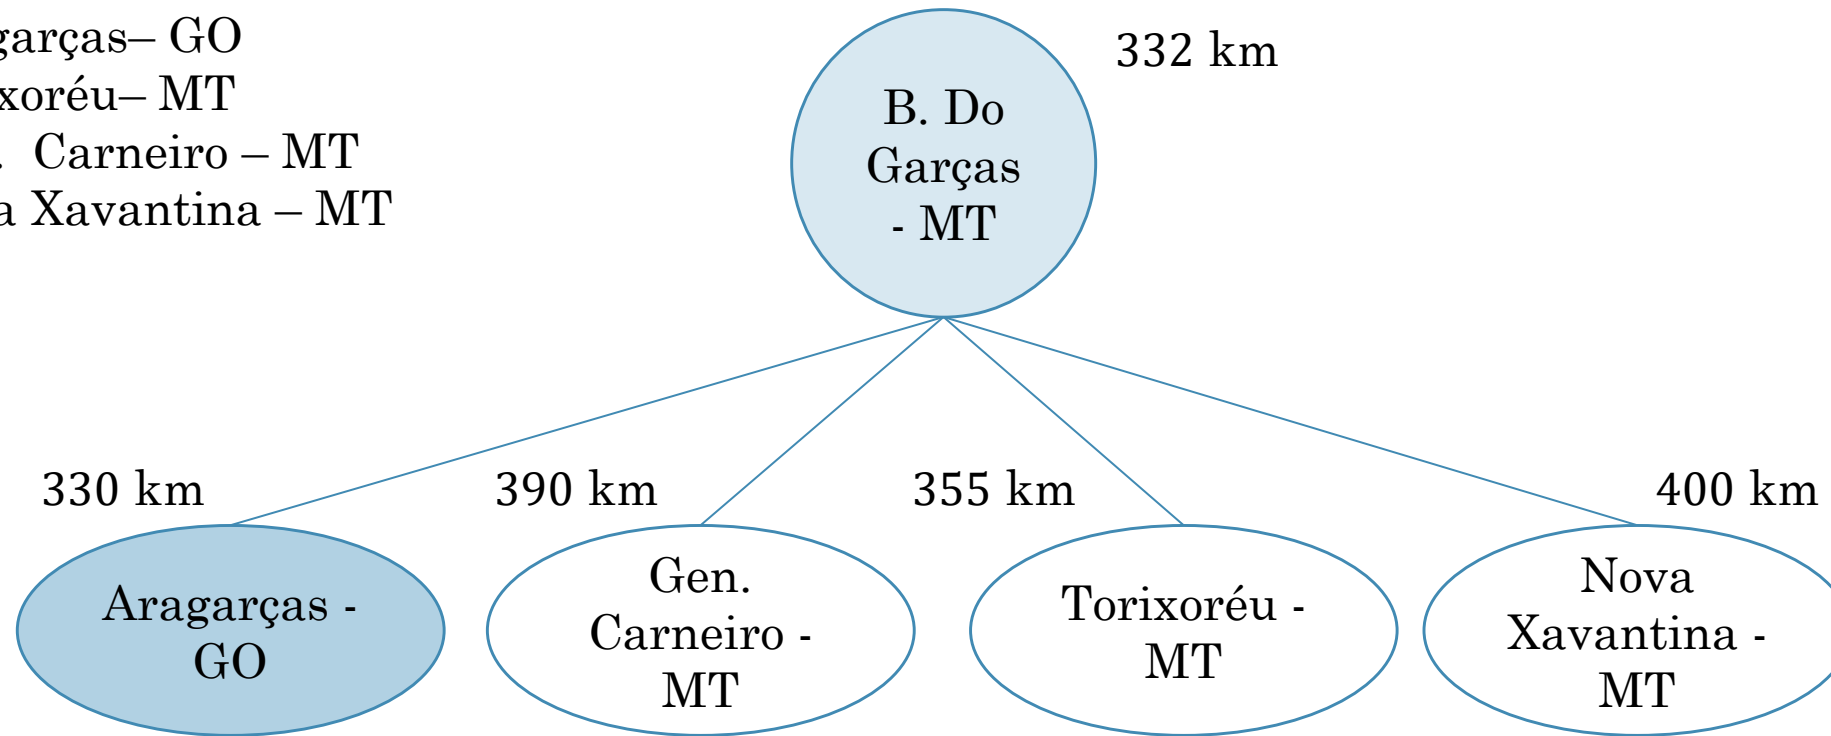 garças– GO
xoréu– MT
. Carneiro – MT
a Xavantina – MT
332 km
B. Do
Garças
- MT
330 km
390 km
355 km
400 km
Aragarças -
GO
Gen.
Carneiro -
MT
Torixoréu -
MT
Nova
Xavantina -
MT